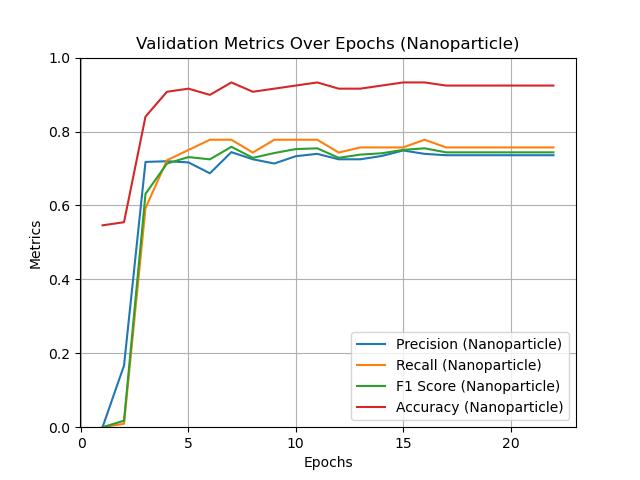 Validation Metrics Over Epochs (Nanoparticle)
1.0
0.8
0.6
0.4
0.2
0.0
Metrics
0
5
10
15
20
Epochs
Precision (Nanoparticle)
Recall (Nanoparticle)
F1 Score (Nanoparticle)
Accuracy (Nanoparticle)